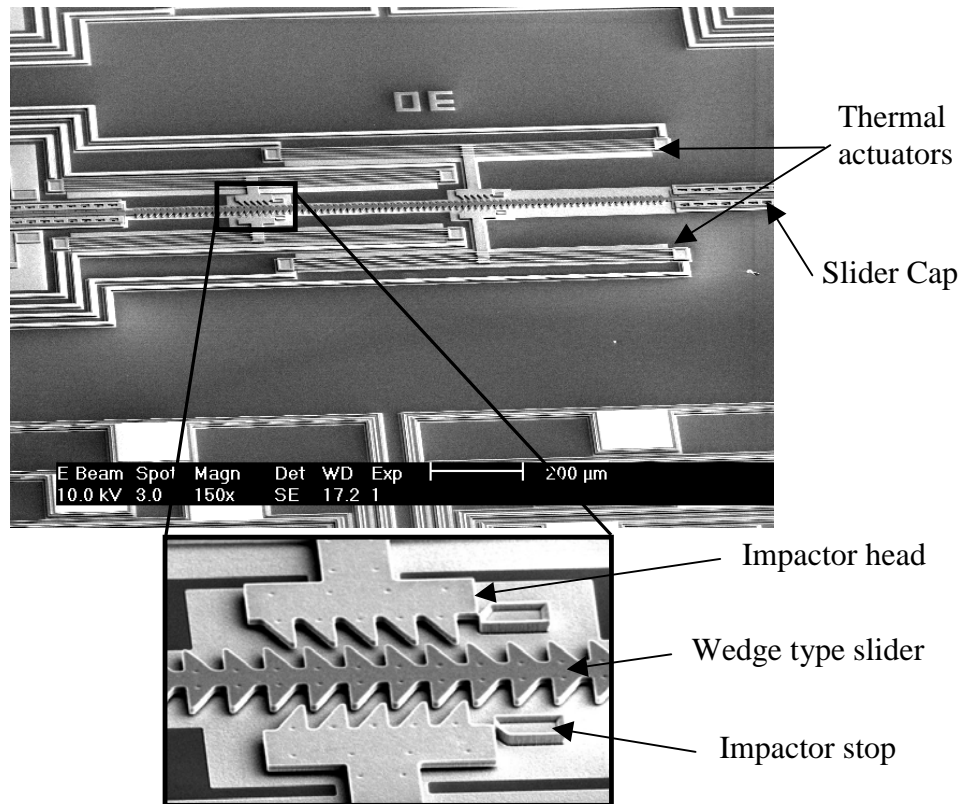 OE
Thermal
actuators
Slider Cap
E Beam Spot Magn Det WD Exp
10.0 kV 3.0 150x SE 17.2 1 200 µm
Impactor head
Wedge type slider
Impactor stop